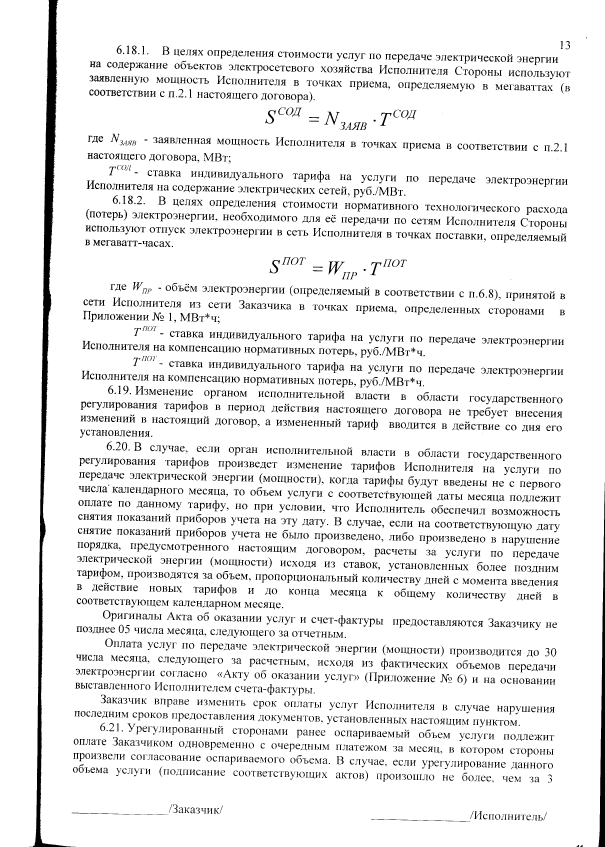 13
6.18.1. В целях определения стоимости услуг по передаче электрической энергии
на содержание объектов электросетевого хозяйства Исполнителя Стороны используют
заявленную мощность Исполнителя в точках приема, определяемую в мегаваттах (в
соответствии с п.2.1 настоящего договора).
S^СОД = N_ЗАЯВ · T^СОД
где N_ЗАЯВ - заявленная мощность Исполнителя в точках приема в соответствии с п.2.1
настоящего договора, МВт;
T^СОД - ставка индивидуального тарифа на услуги по передаче электроэнергии
Исполнителя на содержание электрических сетей, руб./МВт.
6.18.2. В целях определения стоимости нормативного технологического расхода
(потерь) электроэнергии, необходимого для её передачи по сетям Исполнителя Стороны
используют отпуск электроэнергии в сеть Исполнителя в точках поставки, определяемый
в мегаватт-часах.
S^ПОТ = W_ПР · T^ПОТ
где W_ПР - объём электроэнергии (определяемый в соответствии с п.6.8), принятой в
сети Исполнителя из сети Заказчика в точках приема, определенных сторонами в
Приложении № 1, МВт*ч;
T^ПОТ - ставка индивидуального тарифа на услуги по передаче электроэнергии
Исполнителя на компенсацию нормативных потерь, руб./МВт*ч.
T^ПОТ - ставка индивидуального тарифа на услуги по передаче электроэнергии
Исполнителя на компенсацию нормативных потерь, руб./МВт*ч.
6.19. Изменение органом исполнительной власти в области государственного
регулирования тарифов в период действия настоящего договора не требует внесения
изменений в настоящий договор, а измененный тариф вводится в действие со дня его
установления.
6.20. В случае, если орган исполнительной власти в области государственного
регулирования тарифов произведет изменение тарифов Исполнителя на услуги по
передаче электрической энергии (мощности), когда тарифы будут введены не с первого
числа календарного месяца, то объем услуги с соответствующей даты месяца подлежит
оплате по данному тарифу, но при условии, что Исполнитель обеспечил возможность
снятия показаний приборов учета на эту дату. В случае, если на соответствующую дату
снятие показаний приборов учета не было произведено, либо произведено в нарушение
порядка, предусмотренного настоящим договором, расчеты за услуги по передаче
электрической энергии (мощности) исходя из ставок, установленных более поздним
тарифом, производятся за объем, пропорциональный количеству дней с момента введения
в действие новых тарифов и до конца месяца к общему количеству дней в
соответствующем календарном месяце.
Оригиналы Акта об оказании услуг и счет-фактуры предоставляются Заказчику не
позднее 05 числа месяца, следующего за отчетным.
Оплата услуг по передаче электрической энергии (мощности) производится до 30
числа месяца, следующего за расчетным, исходя из фактических объемов передачи
электроэнергии согласно «Акту об оказании услуг» (Приложение № 6) и на основании
выставленного Исполнителем счета-фактуры.
Заказчик вправе изменить срок оплаты услуг Исполнителя в случае нарушения
последним сроков предоставления документов, установленных настоящим пунктом.
6.21. Урегулированный сторонами ранее оспариваемый объем услуги подлежит
оплате Заказчиком одновременно с очередным платежом за месяц, в котором стороны
произвели согласование оспариваемого объема. В случае, если урегулирование данного
объема услуги (подписание соответствующих актов) произошло не более, чем за 3
_______________/Заказчик/
_______________/Исполнитель/